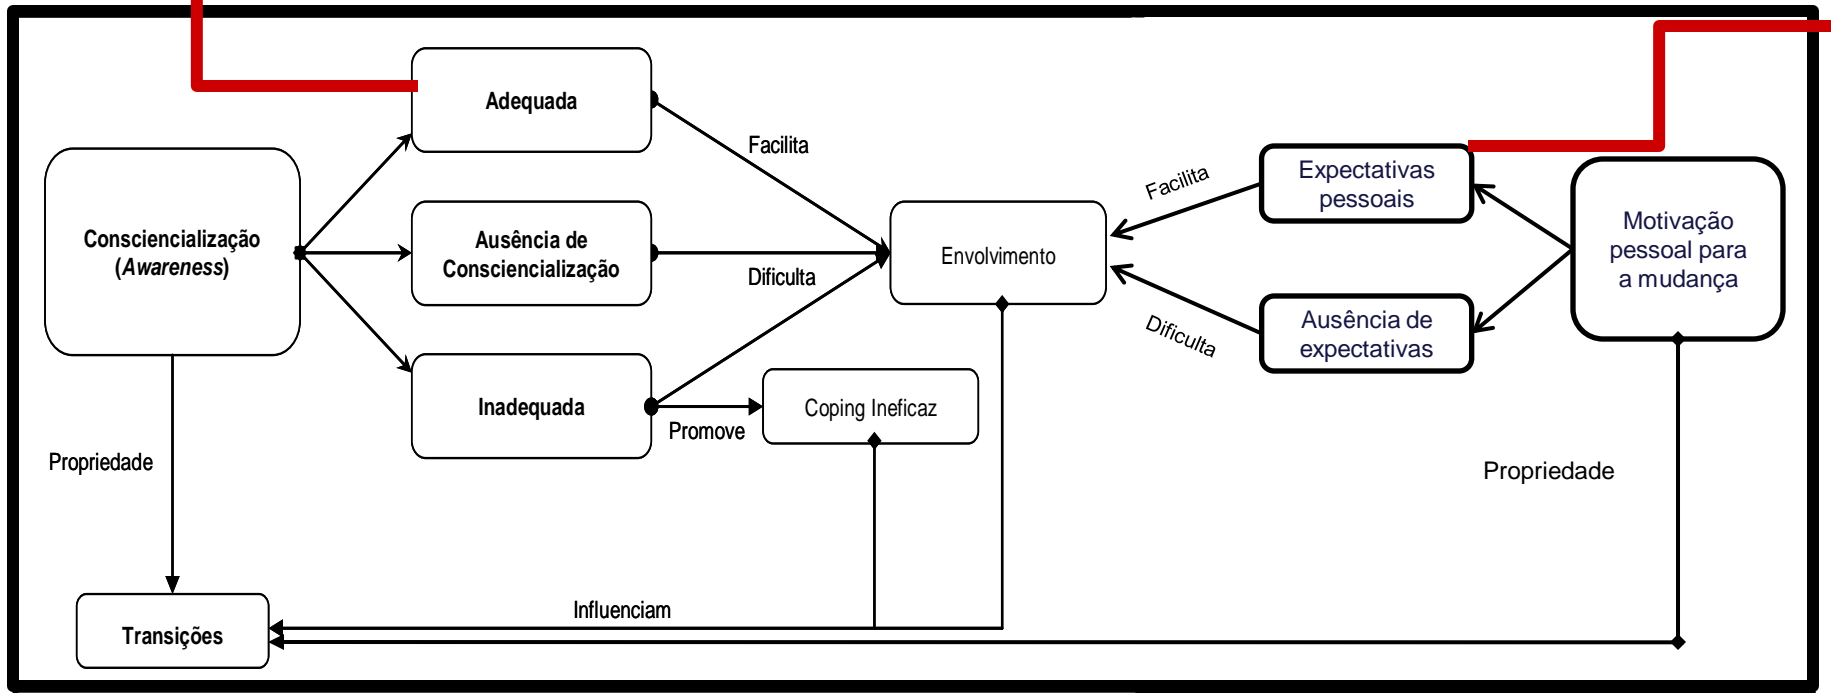 Adequada
Facilita
Consciencialização
(Awareness)
Ausência de
Consciencialização
Dificulta
Inadequada
Promove
Coping Ineficaz
Envolvimento
Facilita
Dificulta
Expectativas
pessoais
Ausência de
expectativas
Motivação
pessoal para
a mudança
Propriedade
Propriedade
Influenciam
Transições